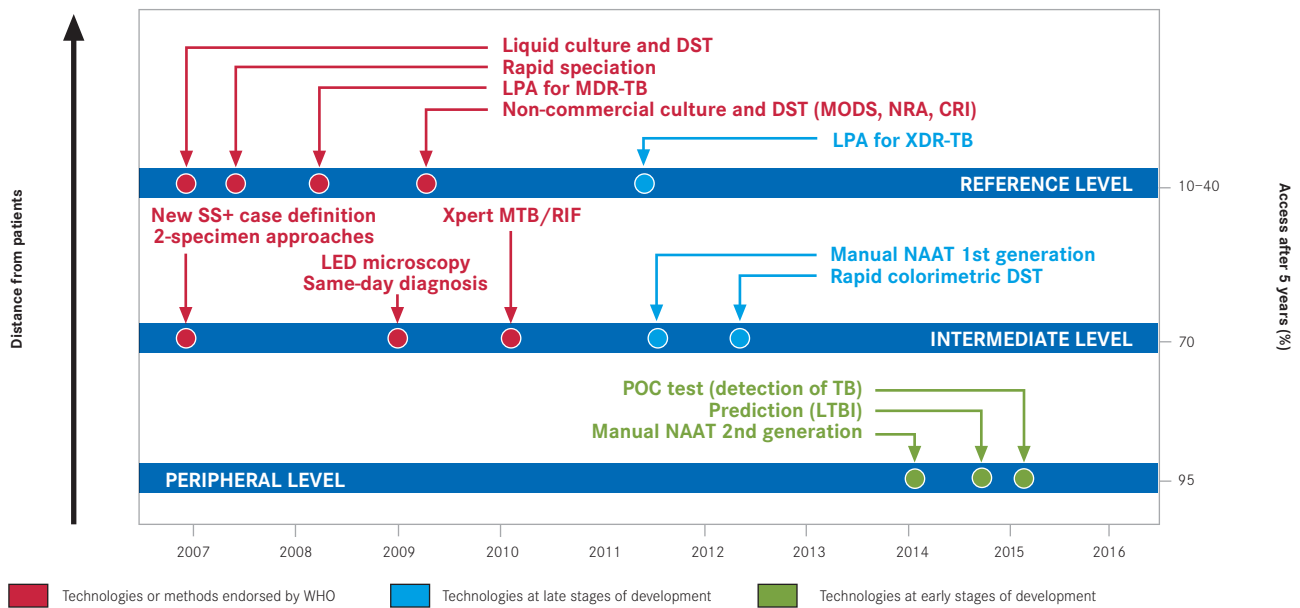 Liquid culture and DST
Rapid speciation
LPA for MDR-TB
Non-commercial culture and DST (MODS, NRA, CRI)
LPA for XDR-TB
REFERENCE LEVEL
10–40
New SS+ case definition
2-specimen approaches
Xpert MTB/RIF
LED microscopy
Same-day diagnosis
Manual NAAT 1st generation
Rapid colorimetric DST
INTERMEDIATE LEVEL
70
POC test (detection of TB)
Prediction (LTBI)
Manual NAAT 2nd generation
PERIPHERAL LEVEL
95
Distance from patients
Access after 5 years (%)
2007 2008 2009 2010 2011 2012 2013 2014 2015 2016
Technologies or methods endorsed by WHO
Technologies at late stages of development
Technologies at early stages of development